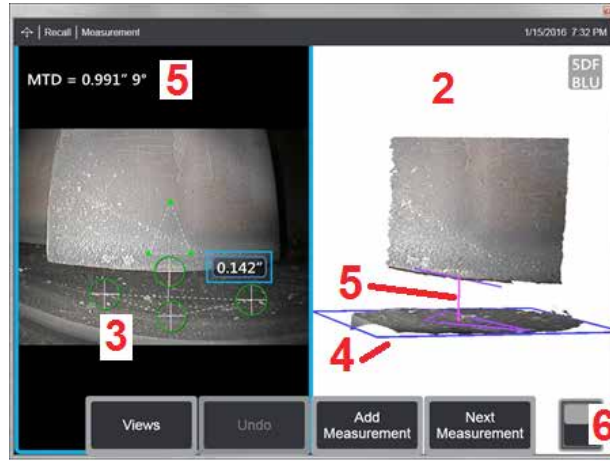 Recall | Measurement
1/15/2016 7:32 PM
MTD = 0.991" 9°
5
2
5DF
BLU
0.142"
5
3
4
Views
Undo
Add
Measurement
Next
Measurement
6